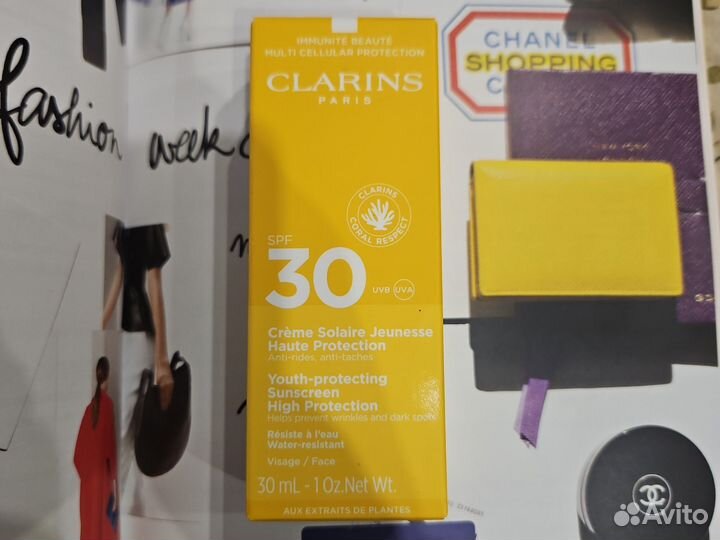 IMMUNITÉ BEAUTÉ
MULTI CELLULAR PROTECTION
CLARINS
PARIS
CLARINS
CORAL RESPECT
SPF
30
UVB UVA
Crème Solaire Jeunesse
Haute Protection
Anti-rides, anti-taches
Youth-protecting
Sunscreen
High Protection
Helps prevent wrinkles and dark spots
Résiste à l'eau
Water-resistant
Visage / Face
30 mL - 1 Oz.Net Wt.
AUX EXTRAITS DE PLANTES
fashion
week
CHANEL
SHOPPING
NEW YORK
Avito